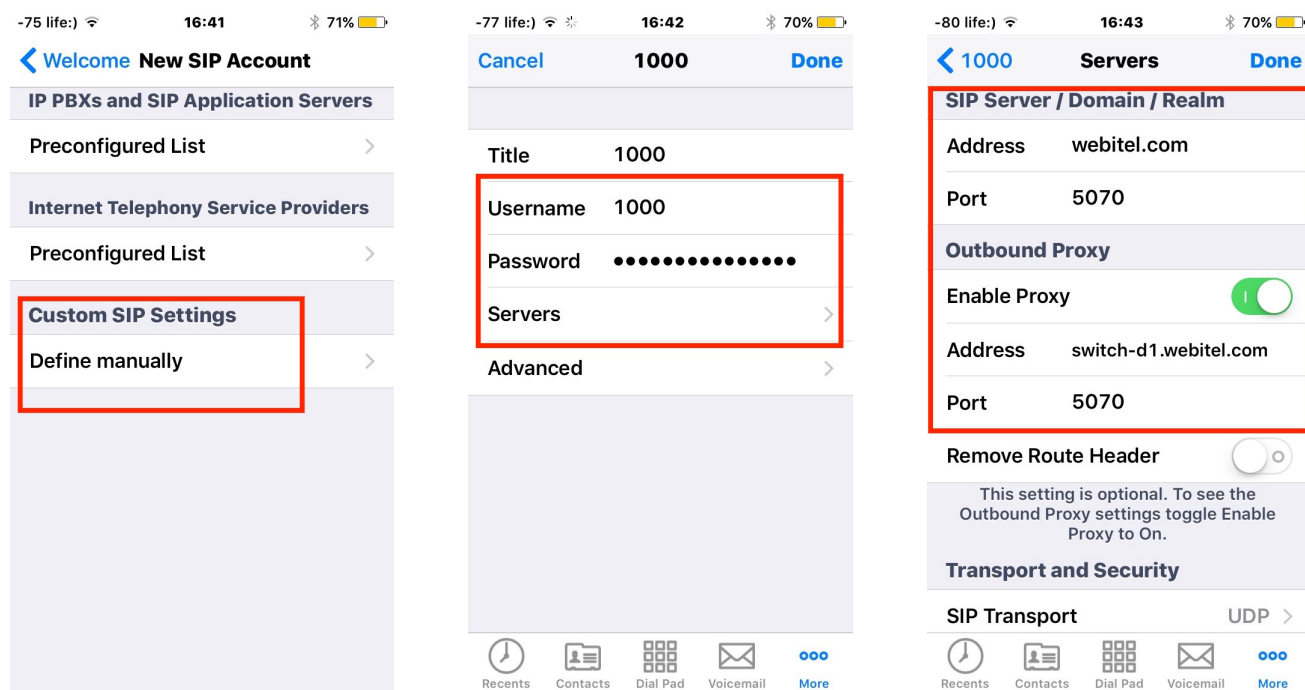 -75 life:) 16:41 71%
Welcome New SIP Account
IP PBXs and SIP Application Servers
Preconfigured List
Internet Telephony Service Providers
Preconfigured List
Custom SIP Settings
Define manually
-77 life:) 16:42 70%
Cancel 1000 Done
Title 1000
Username 1000
Password ●●●●●●●●●●●●●●●
Servers
Advanced
Recents Contacts Dial Pad Voicemail More
-80 life:) 16:43 70%
1000 Servers Done
SIP Server / Domain / Realm
Address webitel.com
Port 5070
Outbound Proxy
Enable Proxy
Address switch-d1.webitel.com
Port 5070
Remove Route Header
This setting is optional. To see the
Outbound Proxy settings toggle Enable
Proxy to On.
Transport and Security
SIP Transport UDP
Recents Contacts Dial Pad Voicemail More